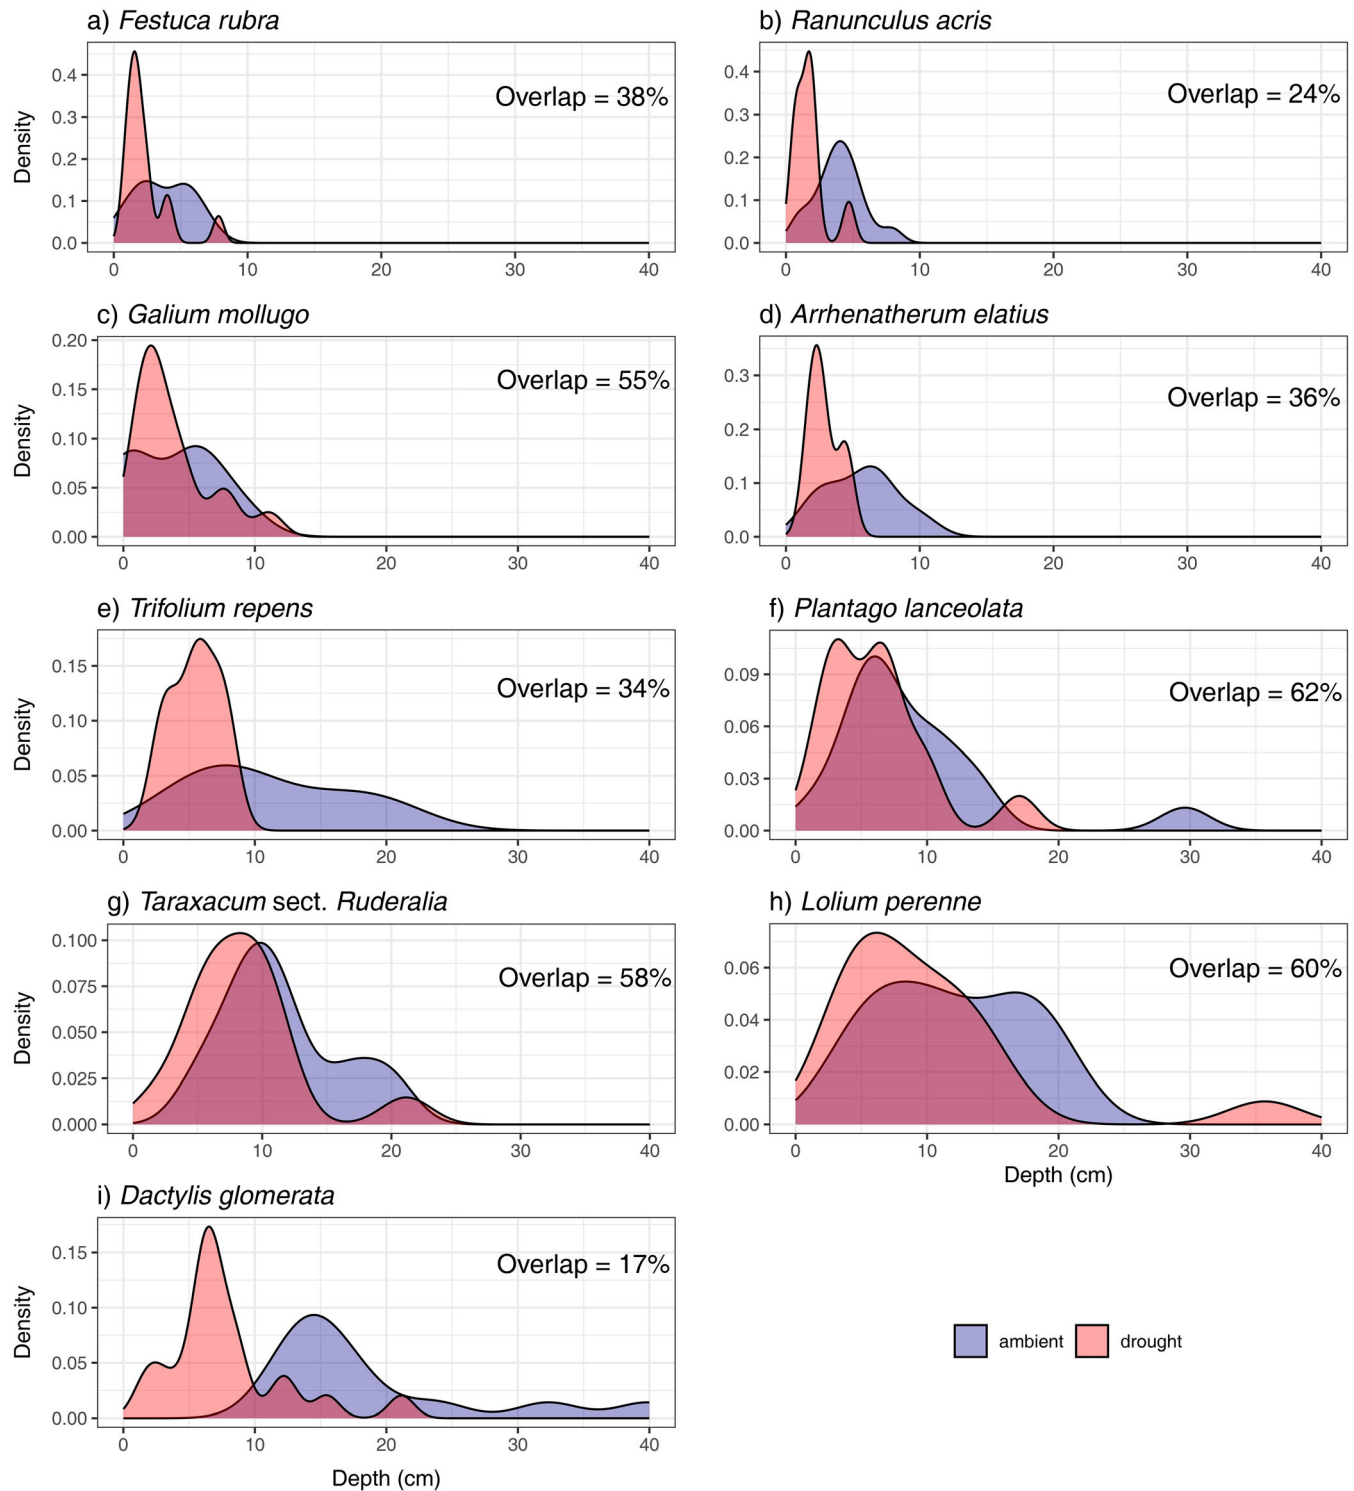 a) Festuca rubra
Density
0.4
0.3
0.2
0.1
0.0
Overlap = 38%
0 10 20 30 40
b) Ranunculus acris
0.4
0.3
0.2
0.1
0.0
Overlap = 24%
0 10 20 30 40
c) Galium mollugo
Density
0.20
0.15
0.10
0.05
0.00
Overlap = 55%
0 10 20 30 40
d) Arrhenatherum elatius
0.3
0.2
0.1
0.0
Overlap = 36%
0 10 20 30 40
e) Trifolium repens
Density
0.15
0.10
0.05
0.00
Overlap = 34%
0 10 20 30 40
f) Plantago lanceolata
0.09
0.06
0.03
0.00
Overlap = 62%
0 10 20 30 40
g) Taraxacum sect. Ruderalia
Density
0.100
0.075
0.050
0.025
0.000
Overlap = 58%
0 10 20 30 40
h) Lolium perenne
0.06
0.04
0.02
0.00
Overlap = 60%
0 10 20 30 40
Depth (cm)
i) Dactylis glomerata
Density
0.15
0.10
0.05
0.00
Overlap = 17%
0 10 20 30 40
Depth (cm)
ambient drought